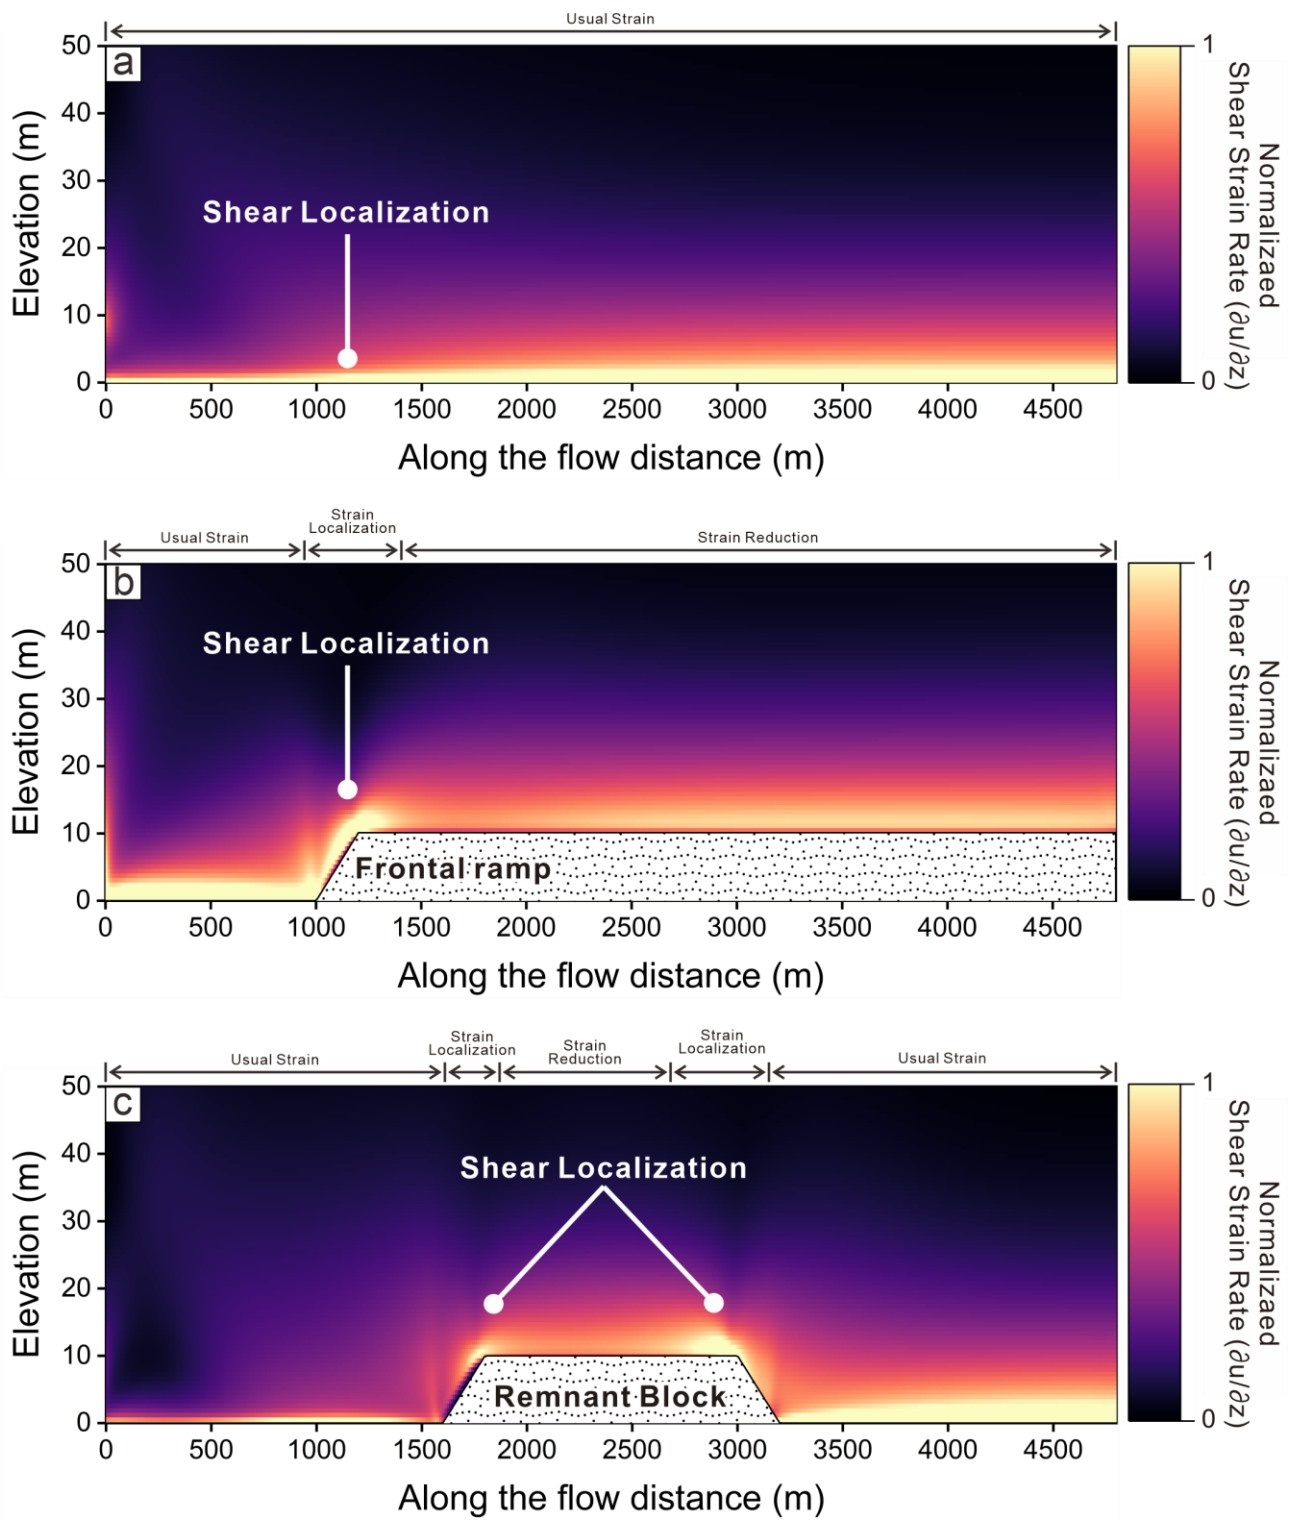 Usual Strain
a
50
40
30
20
10
0
Elevation (m)
Shear Localization
0 500 1000 1500 2000 2500 3000 3500 4000 4500
Along the flow distance (m)
1
0
Normalizaed
Shear Strain Rate (∂u/∂z)
Strain
Localization
Usual Strain
Strain Reduction
b
50
40
30
20
10
0
Elevation (m)
Shear Localization
Frontal ramp
0 500 1000 1500 2000 2500 3000 3500 4000 4500
Along the flow distance (m)
1
0
Normalizaed
Shear Strain Rate (∂u/∂z)
Usual Strain
Strain
Localization
Strain
Reduction
Strain
Localization
Usual Strain
c
50
40
30
20
10
0
Elevation (m)
Shear Localization
Remnant Block
0 500 1000 1500 2000 2500 3000 3500 4000 4500
Along the flow distance (m)
1
0
Normalizaed
Shear Strain Rate (∂u/∂z)